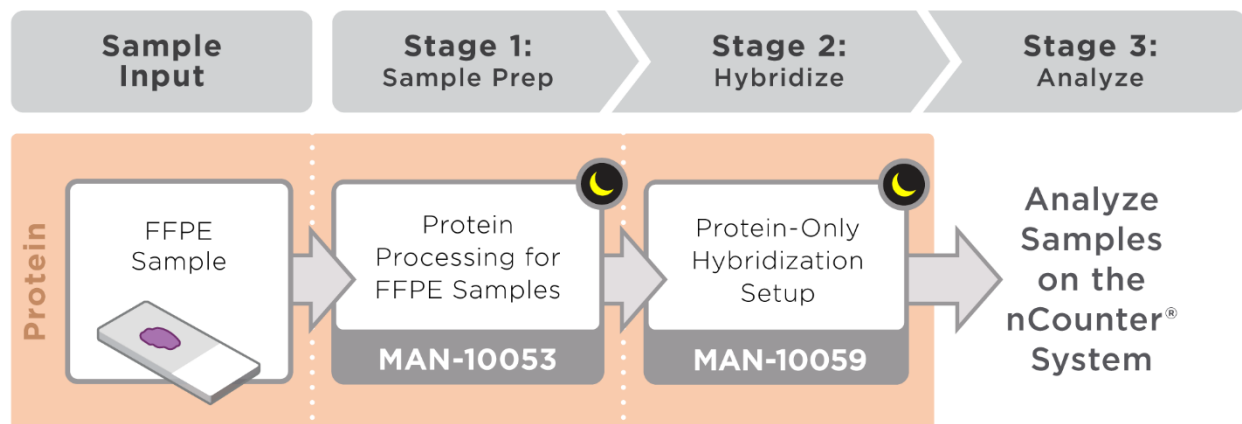 Sample
Input
Stage 1:
Sample Prep
Stage 2:
Hybridize
Stage 3:
Analyze
Protein
FFPE
Sample
Protein
Processing for
FFPE Samples
MAN-10053
Protein-Only
Hybridization
Setup
MAN-10059
Analyze
Samples
on the
nCounter®
System